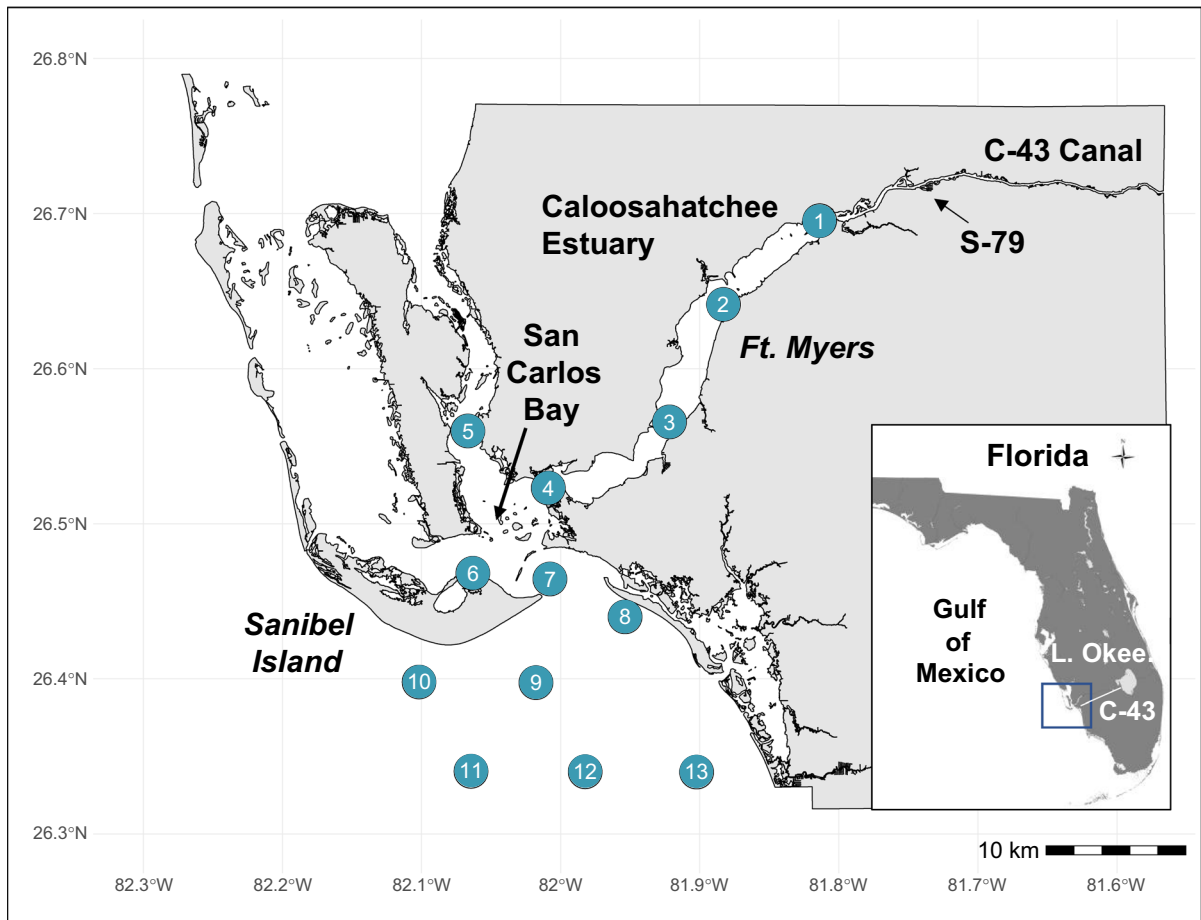 26.8°N
26.7°N
26.6°N
26.5°N
26.4°N
26.3°N
82.3°W
82.2°W
82.1°W
82°W
81.9°W
81.8°W
81.7°W
81.6°W
C-43 Canal
S-79
Caloosahatchee
Estuary
Ft. Myers
San
Carlos
Bay
Sanibel
Island
1
2
3
4
5
6
7
8
9
10
11
12
13
Florida
N
Gulf
of
Mexico
L. Okee.
C-43
10 km